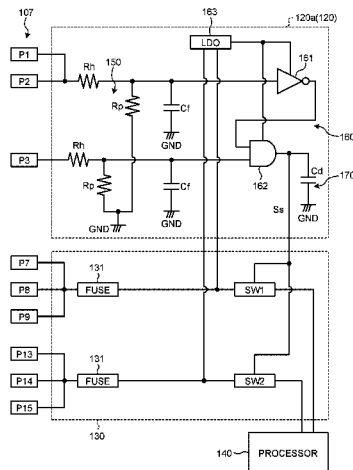 107
163
120a(120)
LDO
P1
161
P2
Rh
150
Rp
Cf
GND
160
P3
Rh
162
Cd
170
Rp
Cf
Ss
GND
GND
GND
P7
131
P8
FUSE
SW1
P9
P13
131
P14
FUSE
SW2
P15
130
140
PROCESSOR